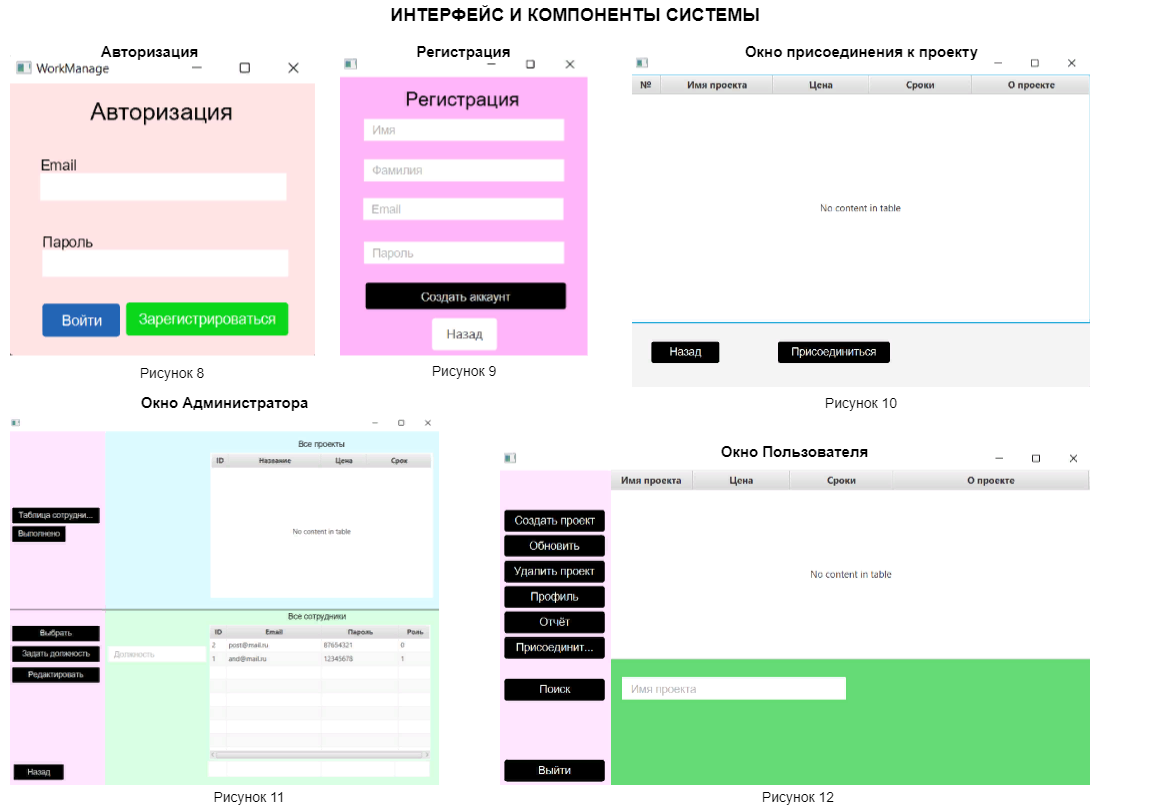 ИНТЕРФЕЙС И КОМПОНЕНТЫ СИСТЕМЫ
Авторизация
WorkManage
Авторизация
Email
Пароль
Войти
Зарегистрироваться
Рисунок 8
Регистрация
Регистрация
Имя
Фамилия
Email
Пароль
Создать аккаунт
Назад
Рисунок 9
Окно присоединения к проекту
№ Имя проекта Цена Сроки О проекте
No content in table
Назад Присоединиться
Рисунок 10
Окно Администратора
Все проекты
ID Название Цена Срок
No content in table
Таблица сотрудни...
Выполнено
Все сотрудники
ID Email Пароль Роль
2 post@mail.ru 87654321 0
1 and@mail.ru 12345678 1
Выбрать
Задать должность
Должность
Редактировать
Назад
Рисунок 11
Окно Пользователя
Имя проекта Цена Сроки О проекте
No content in table
Создать проект
Обновить
Удалить проект
Профиль
Отчёт
Присоединит...
Поиск
Имя проекта
Выйти
Рисунок 12